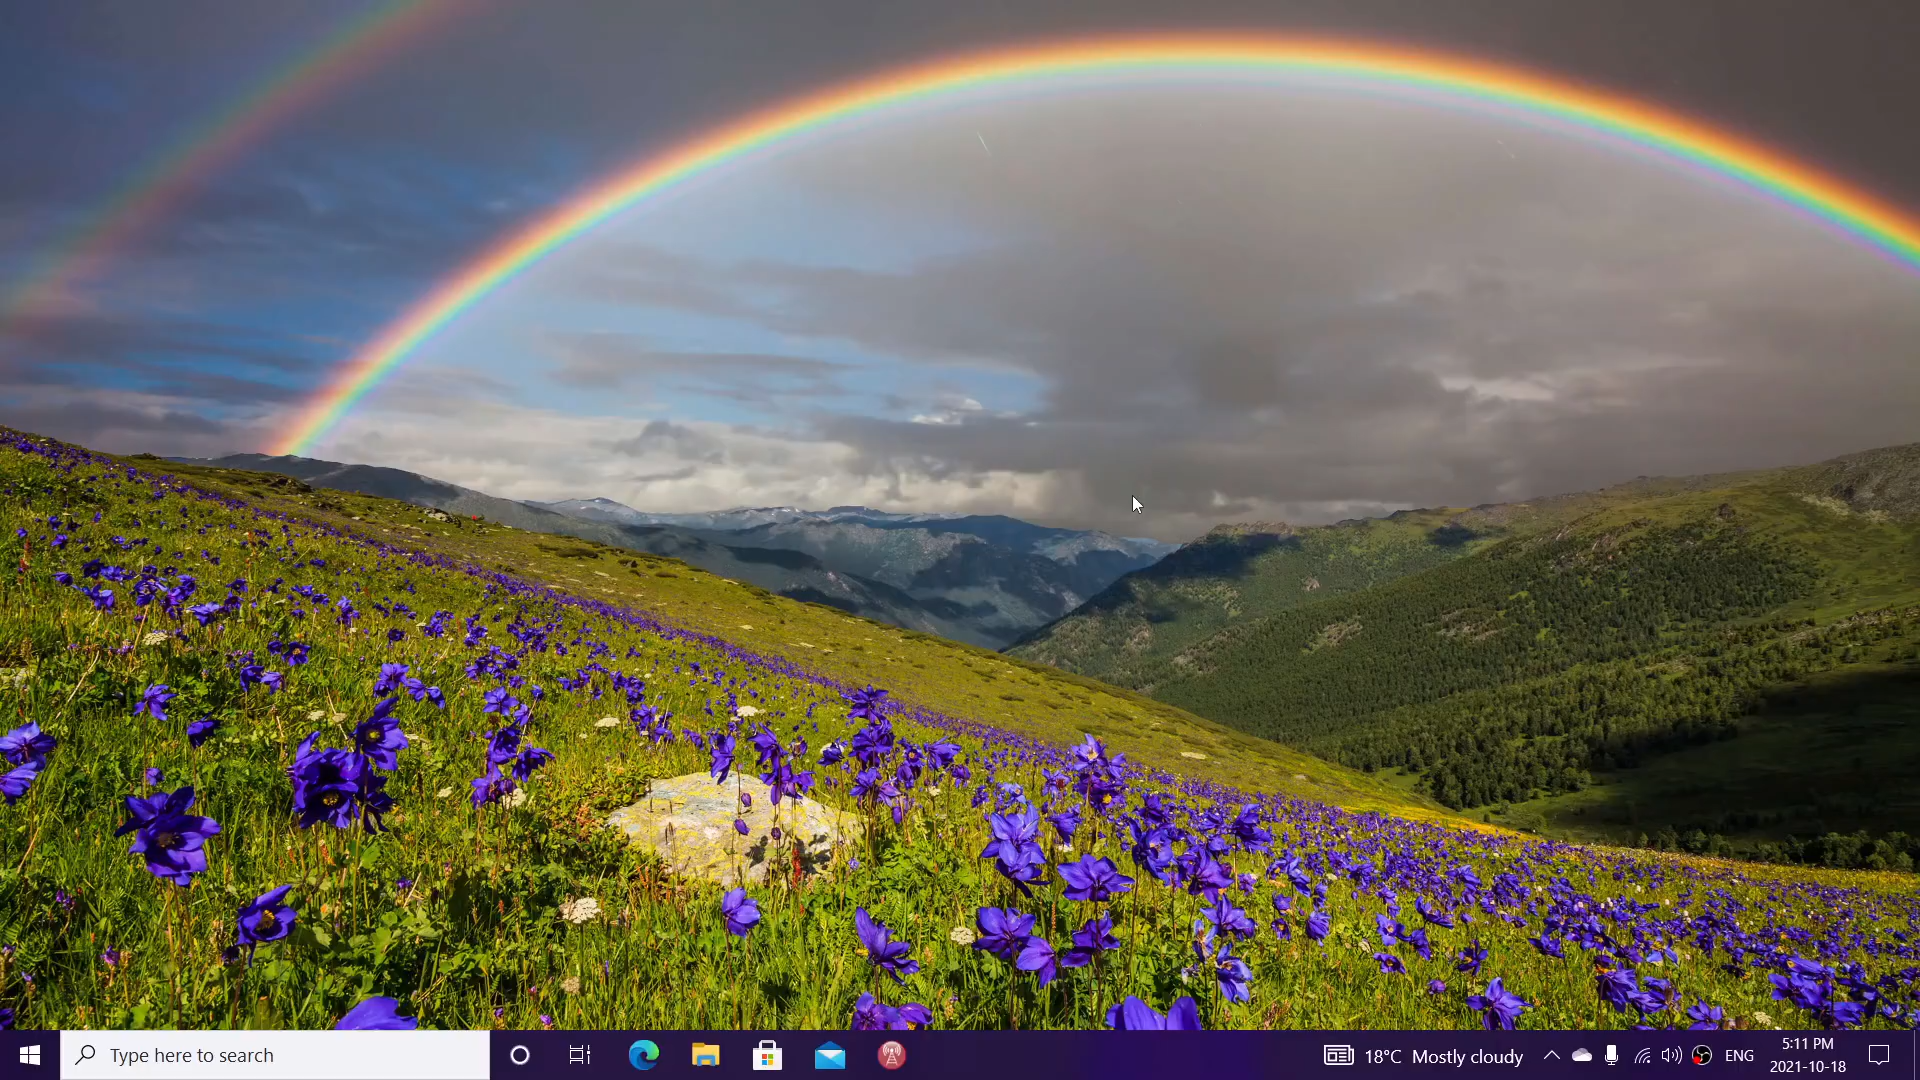 Type here to search
18°C Mostly cloudy
ENG
5:11 PM
2021-10-18